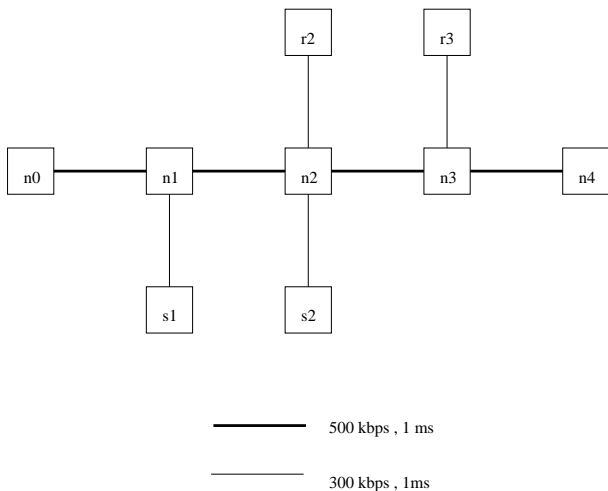 r2 r3
n0 n1 n2 n3 n4
s1 s2
500 kbps , 1 ms
300 kbps , 1ms